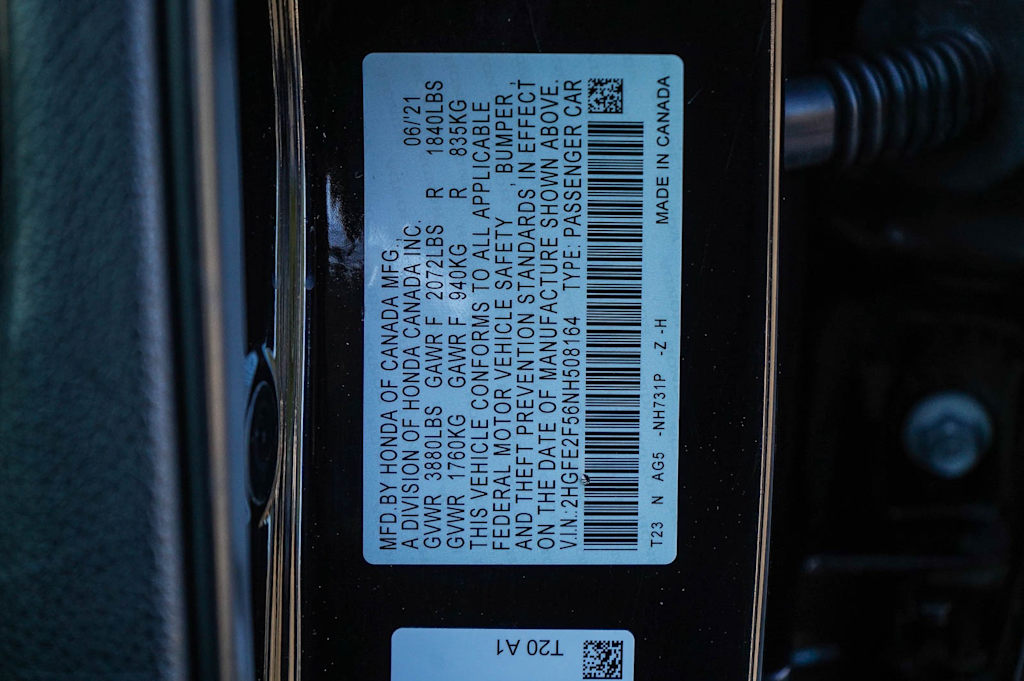 MFD.BY HONDA OF CANADA MFG., 06/'21
A DIVISION OF HONDA CANADA INC.
GVWR 3880LBS GAWR F 2072LBS R 1840LBS
GVWR 1760KG GAWR F 940KG R 835KG
THIS VEHICLE CONFORMS TO ALL APPLICABLE
FEDERAL MOTOR VEHICLE SAFETY, BUMPER,
AND THEFT PREVENTION STANDARDS, IN EFFECT
ON THE DATE OF MANUFACTURE SHOWN ABOVE.
V.I.N.:2HGFE2F56NH508164 TYPE: PASSENGER CAR
T23 N AG5 -NH731P -Z -H MADE IN CANADA
T20 A1